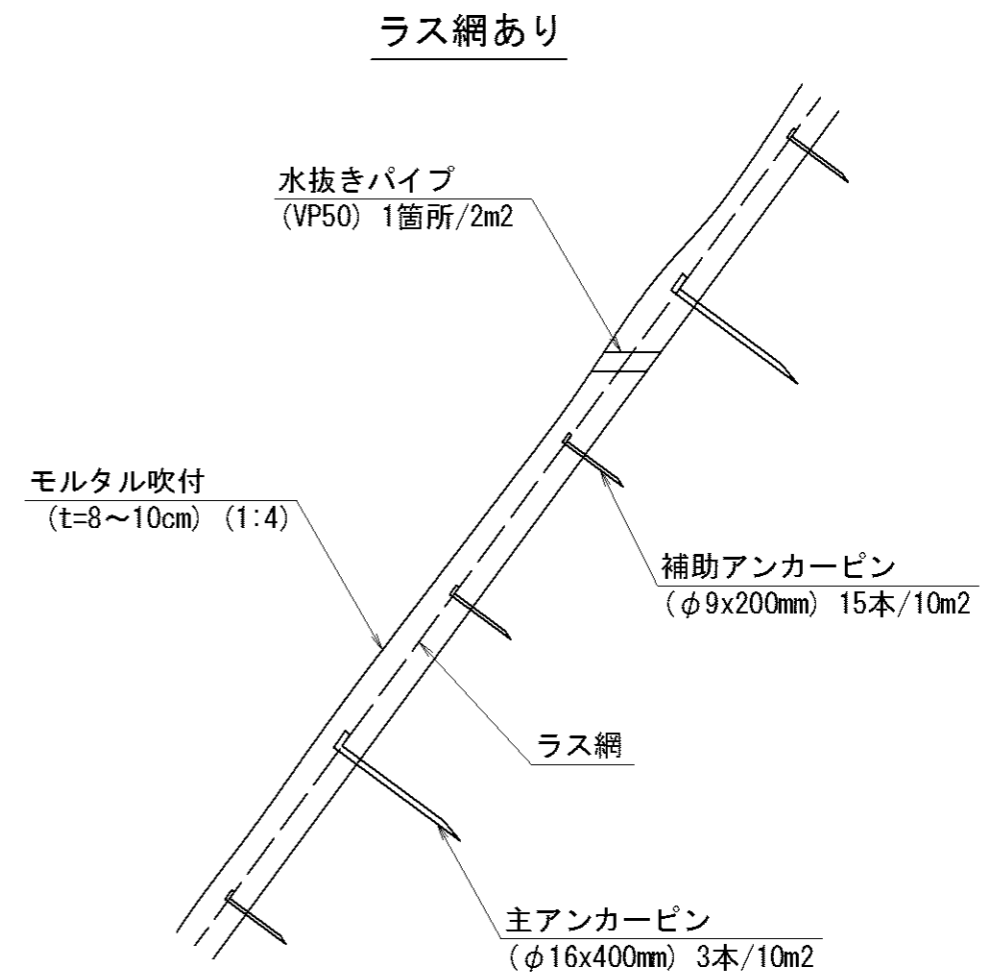 ラス網あり
水抜きパイプ
(VP50) 1箇所/2m2
モルタル吹付
(t=8～10cm) (1:4)
補助アンカーピン
(φ9x200mm) 15本/10m2
ラス網
主アンカーピン
(φ16x400mm) 3本/10m2